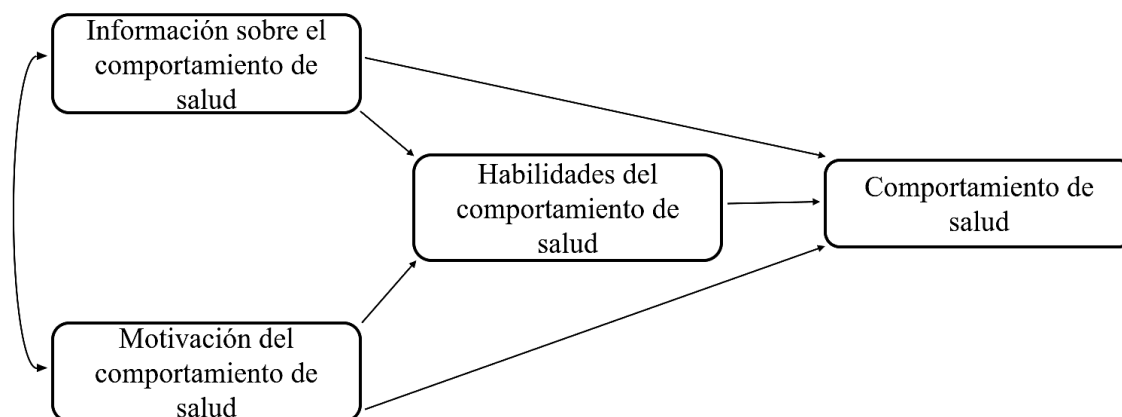 Información sobre el
comportamiento de
salud
Habilidades del
comportamiento de
salud
Comportamiento de
salud
Motivación del
comportamiento de
salud